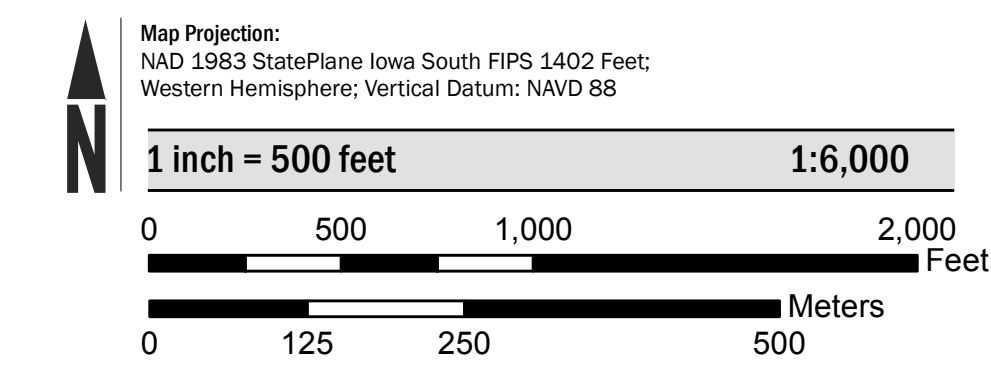 Map Projection:
NAD 1983 StatePlane Iowa South FIPS 1402 Feet;
Western Hemisphere; Vertical Datum: NAVD 88
N
1 inch = 500 feet 1:6,000
0 500 1,000 2,000
Feet
Meters
0 125 250 500